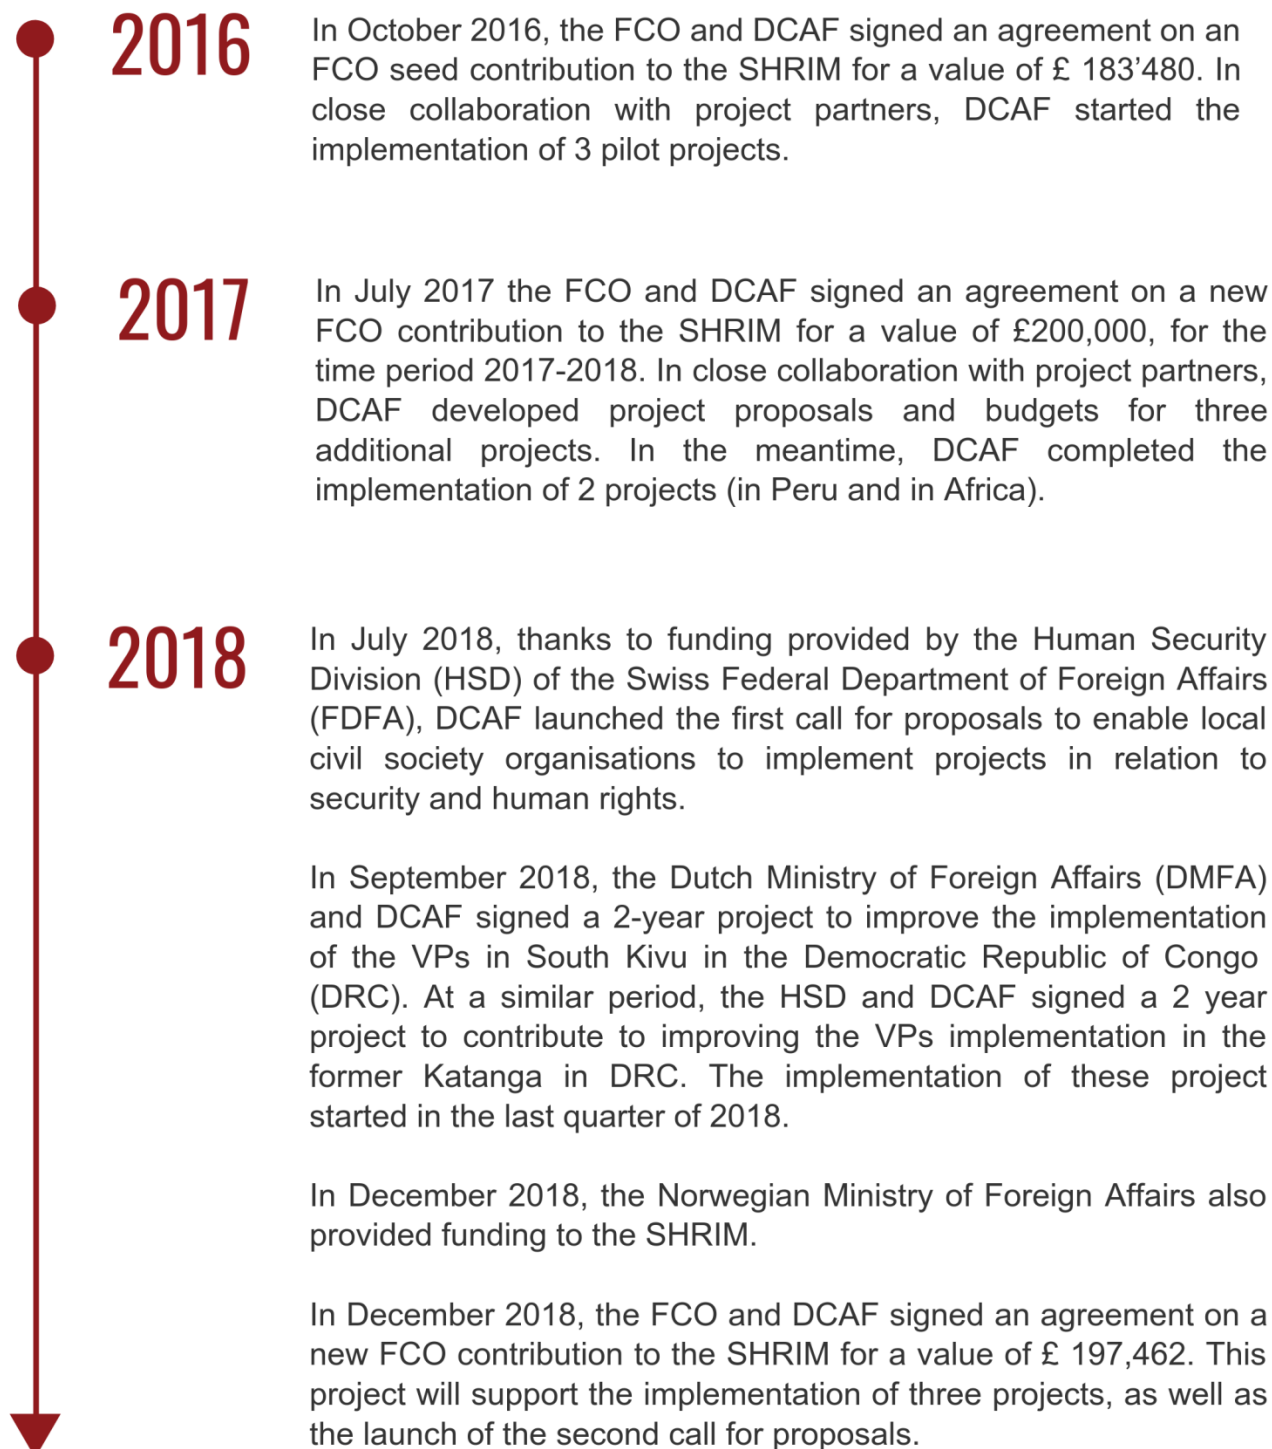 2016
In October 2016, the FCO and DCAF signed an agreement on an
FCO seed contribution to the SHRIM for a value of £ 183’480. In
close collaboration with project partners, DCAF started the
implementation of 3 pilot projects.
2017
In July 2017 the FCO and DCAF signed an agreement on a new
FCO contribution to the SHRIM for a value of £200,000, for the
time period 2017-2018. In close collaboration with project partners,
DCAF developed project proposals and budgets for three
additional projects. In the meantime, DCAF completed the
implementation of 2 projects (in Peru and in Africa).
2018
In July 2018, thanks to funding provided by the Human Security
Division (HSD) of the Swiss Federal Department of Foreign Affairs
(FDFA), DCAF launched the first call for proposals to enable local
civil society organisations to implement projects in relation to
security and human rights.
In September 2018, the Dutch Ministry of Foreign Affairs (DMFA)
and DCAF signed a 2-year project to improve the implementation
of the VPs in South Kivu in the Democratic Republic of Congo
(DRC). At a similar period, the HSD and DCAF signed a 2 year
project to contribute to improving the VPs implementation in the
former Katanga in DRC. The implementation of these project
started in the last quarter of 2018.
In December 2018, the Norwegian Ministry of Foreign Affairs also
provided funding to the SHRIM.
In December 2018, the FCO and DCAF signed an agreement on a
new FCO contribution to the SHRIM for a value of £ 197,462. This
project will support the implementation of three projects, as well as
the launch of the second call for proposals.